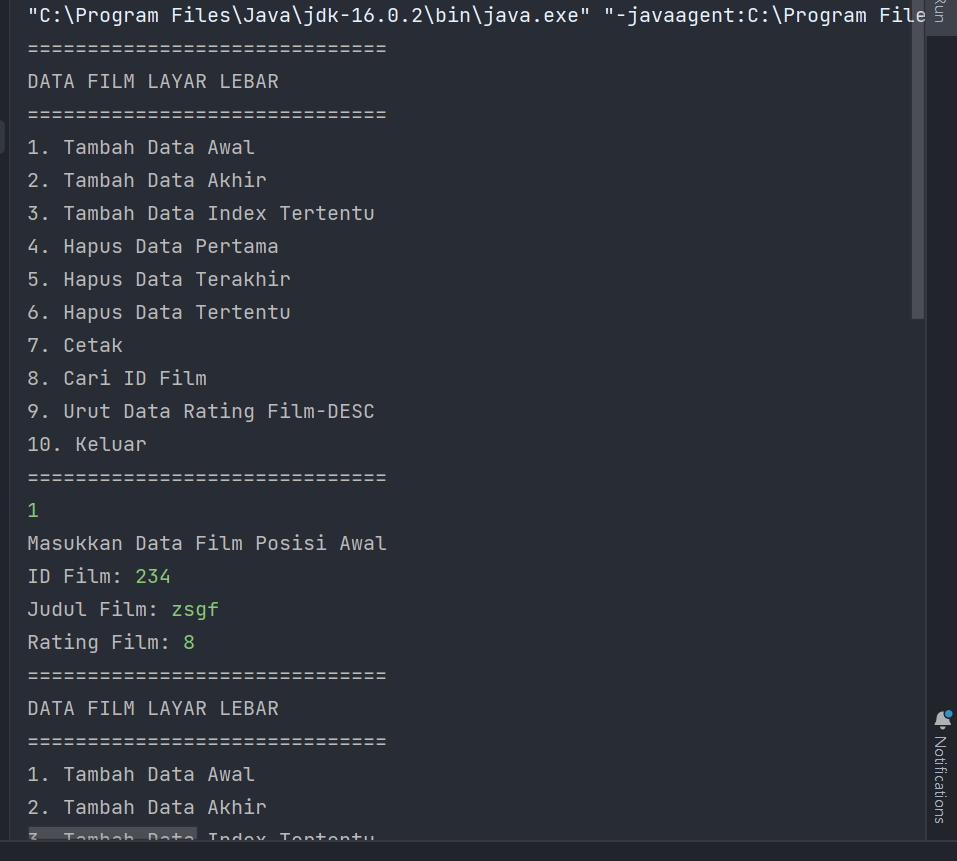 "C:\Program Files\Java\jdk-16.0.2\bin\java.exe" "-javaagent:C:\Program File
==============================
DATA FILM LAYAR LEBAR
==============================
1. Tambah Data Awal
2. Tambah Data Akhir
3. Tambah Data Index Tertentu
4. Hapus Data Pertama
5. Hapus Data Terakhir
6. Hapus Data Tertentu
7. Cetak
8. Cari ID Film
9. Urut Data Rating Film-DESC
10. Keluar
==============================
1
Masukkan Data Film Posisi Awal
ID Film: 234
Judul Film: zsgf
Rating Film: 8
==============================
DATA FILM LAYAR LEBAR
==============================
1. Tambah Data Awal
2. Tambah Data Akhir
3. Tambah Data Index Tertentu
Run
Notifications